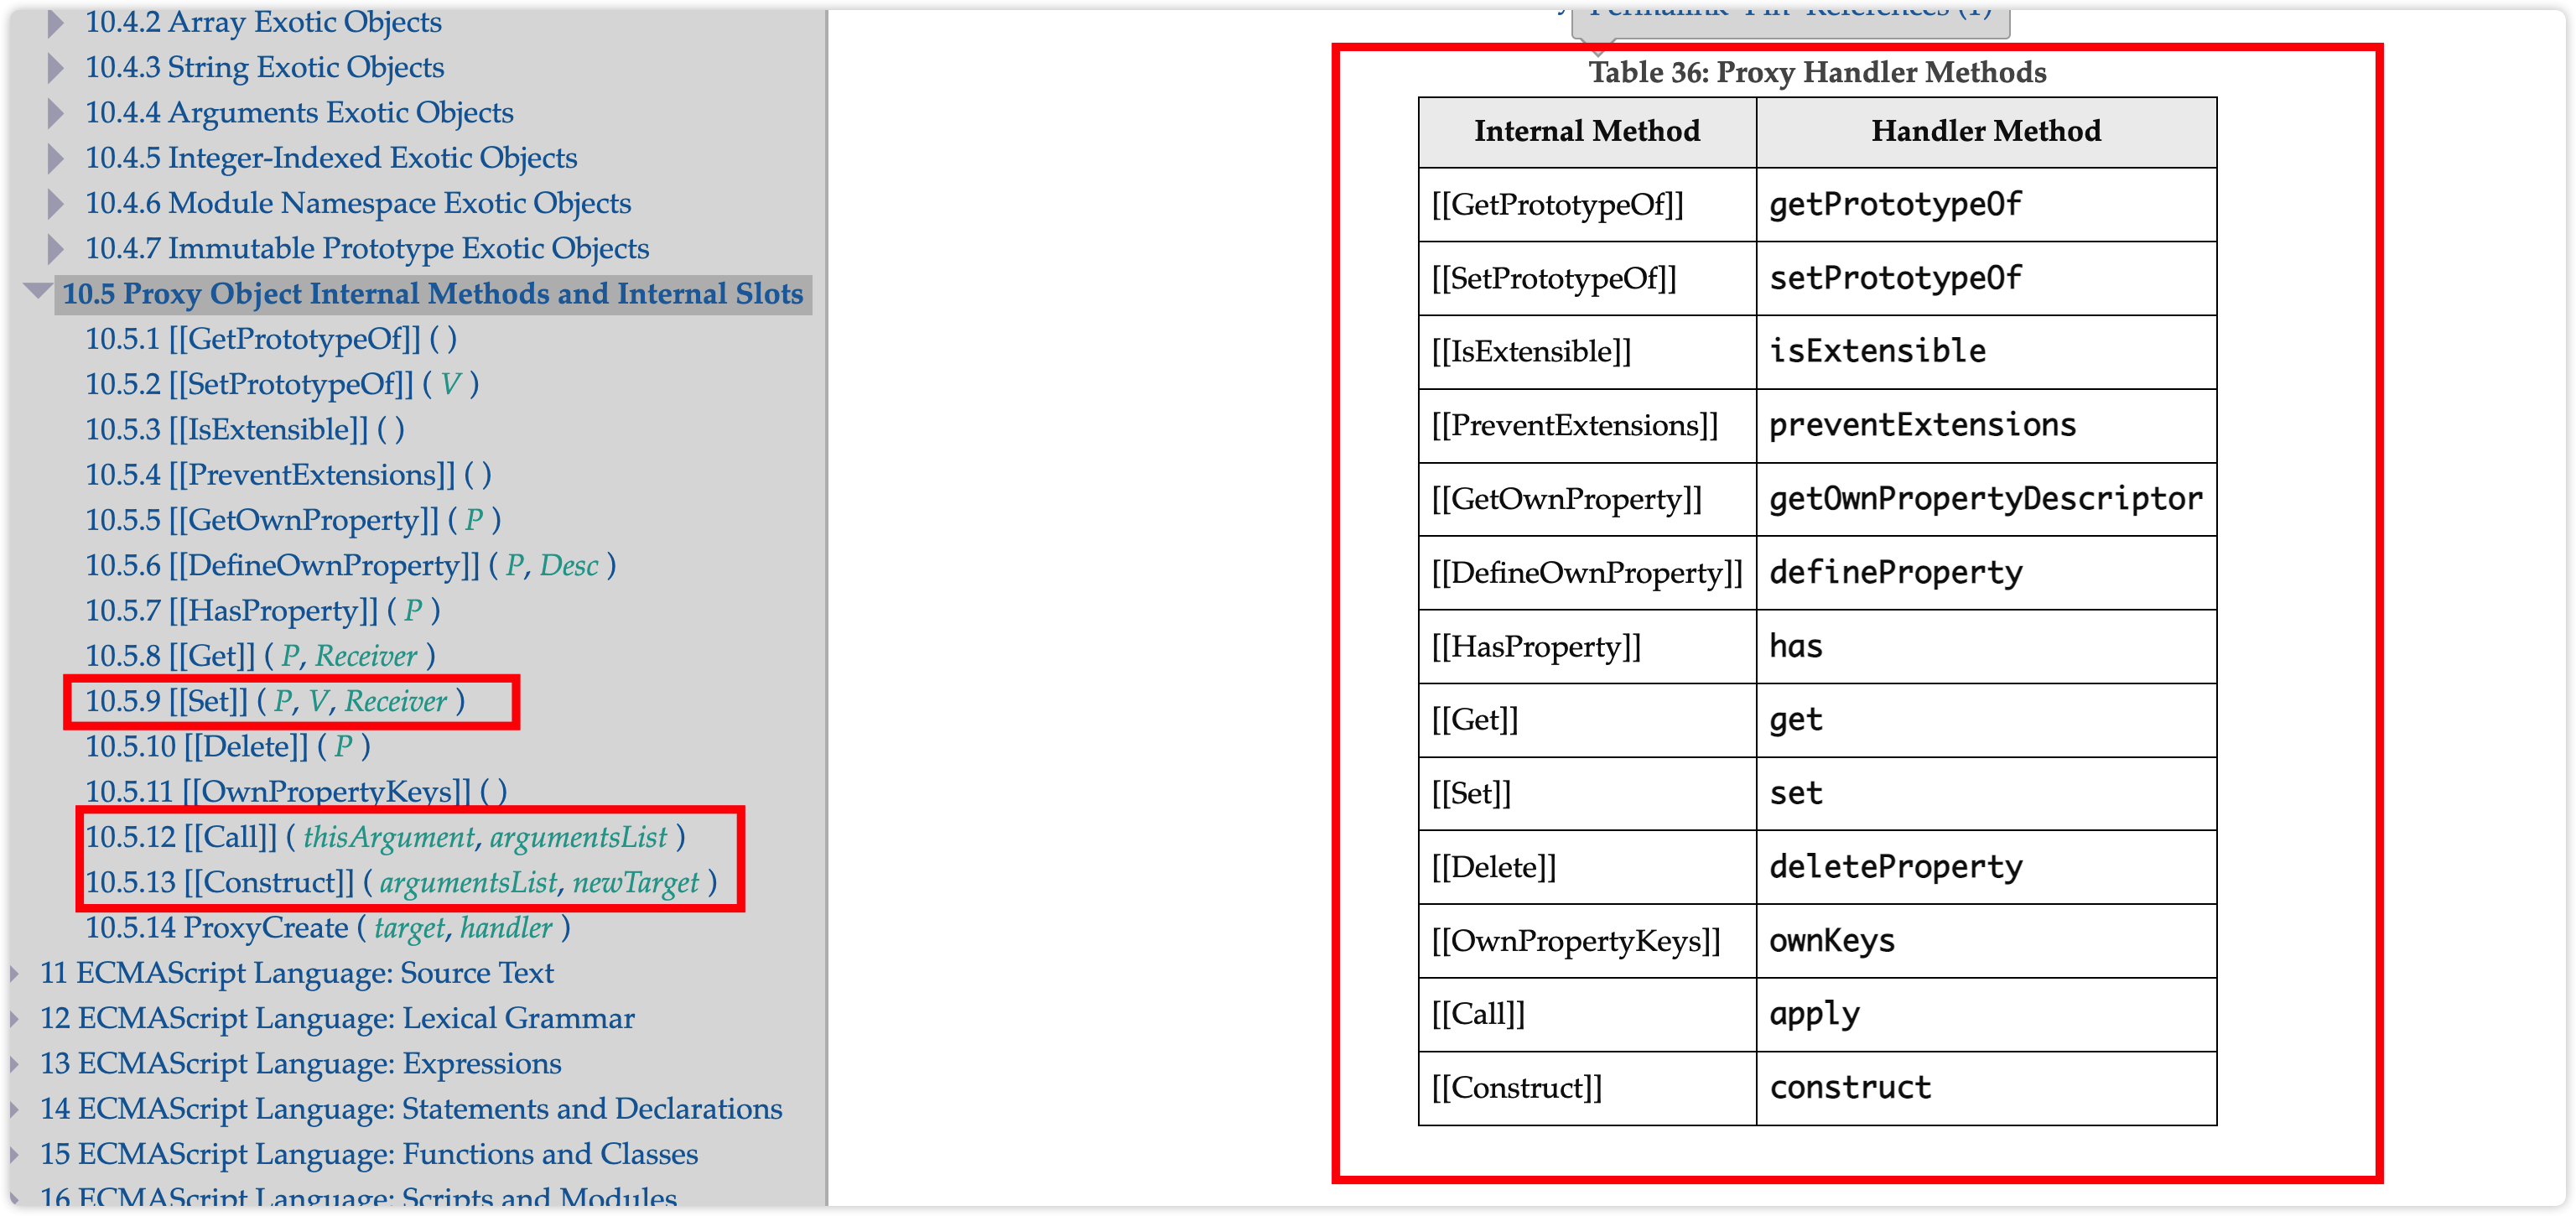 10.4.2 Array Exotic Objects
10.4.3 String Exotic Objects
10.4.4 Arguments Exotic Objects
10.4.5 Integer-Indexed Exotic Objects
10.4.6 Module Namespace Exotic Objects
10.4.7 Immutable Prototype Exotic Objects
10.5 Proxy Object Internal Methods and Internal Slots
10.5.1 [[GetPrototypeOf]] ( )
10.5.2 [[SetPrototypeOf]] ( V )
10.5.3 [[IsExtensible]] ( )
10.5.4 [[PreventExtensions]] ( )
10.5.5 [[GetOwnProperty]] ( P )
10.5.6 [[DefineOwnProperty]] ( P, Desc )
10.5.7 [[HasProperty]] ( P )
10.5.8 [[Get]] ( P, Receiver )
10.5.9 [[Set]] ( P, V, Receiver )
10.5.10 [[Delete]] ( P )
10.5.11 [[OwnPropertyKeys]] ( )
10.5.12 [[Call]] ( thisArgument, argumentsList )
10.5.13 [[Construct]] ( argumentsList, newTarget )
10.5.14 ProxyCreate ( target, handler )
11 ECMAScript Language: Source Text
12 ECMAScript Language: Lexical Grammar
13 ECMAScript Language: Expressions
14 ECMAScript Language: Statements and Declarations
15 ECMAScript Language: Functions and Classes
16 ECMAScript Language: Scripts and Modules
Permalink Pin References (1)
Table 36: Proxy Handler Methods
Internal Method Handler Method
[[GetPrototypeOf]] getPrototypeOf
[[SetPrototypeOf]] setPrototypeOf
[[IsExtensible]] isExtensible
[[PreventExtensions]] preventExtensions
[[GetOwnProperty]] getOwnPropertyDescriptor
[[DefineOwnProperty]] defineProperty
[[HasProperty]] has
[[Get]] get
[[Set]] set
[[Delete]] deleteProperty
[[OwnPropertyKeys]] ownKeys
[[Call]] apply
[[Construct]] construct